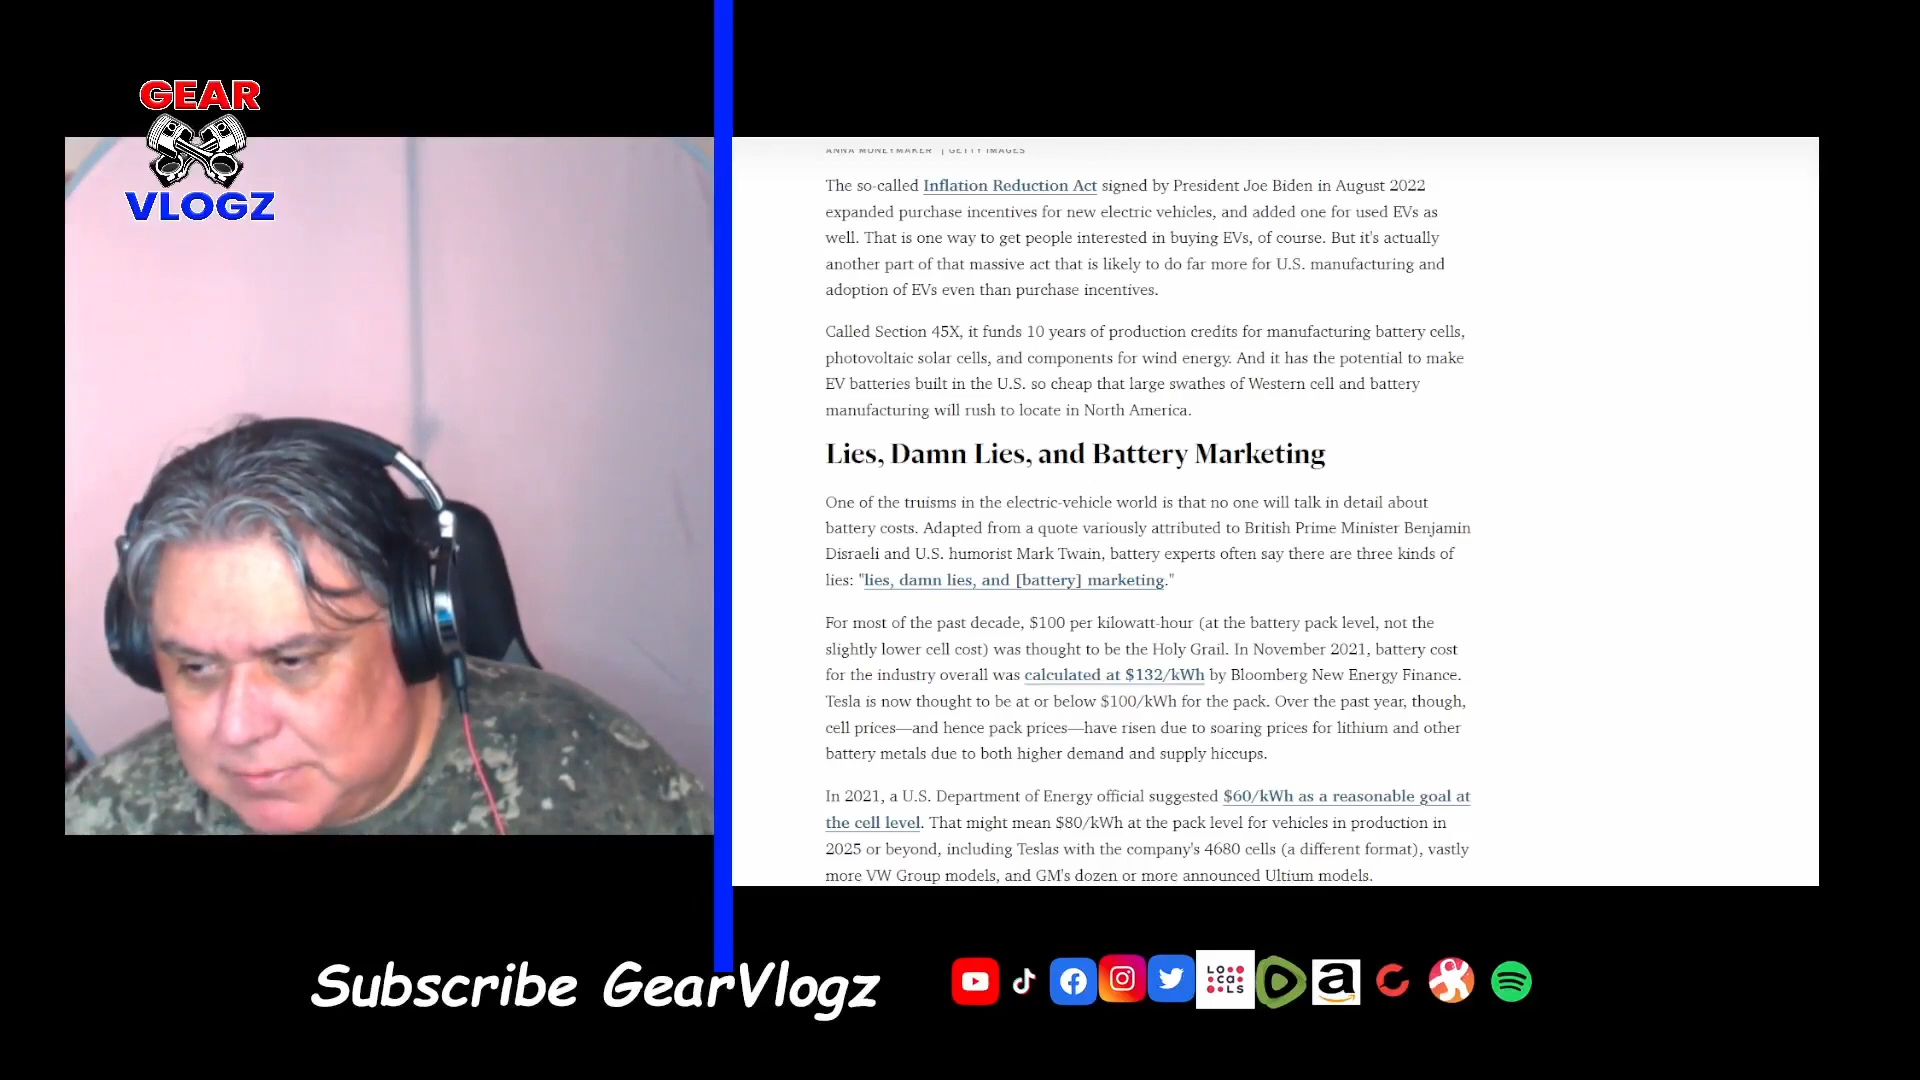 GEAR
VLOGZ
ANNA MONEYMAKER | GETTY IMAGES
The so-called Inflation Reduction Act signed by President Joe Biden in August 2022
expanded purchase incentives for new electric vehicles, and added one for used EVs as
well. That is one way to get people interested in buying EVs, of course. But it's actually
another part of that massive act that is likely to do far more for U.S. manufacturing and
adoption of EVs even than purchase incentives.
Called Section 45X, it funds 10 years of production credits for manufacturing battery cells,
photovoltaic solar cells, and components for wind energy. And it has the potential to make
EV batteries built in the U.S. so cheap that large swathes of Western cell and battery
manufacturing will rush to locate in North America.
Lies, Damn Lies, and Battery Marketing
One of the truisms in the electric-vehicle world is that no one will talk in detail about
battery costs. Adapted from a quote variously attributed to British Prime Minister Benjamin
Disraeli and U.S. humorist Mark Twain, battery experts often say there are three kinds of
lies: "lies, damn lies, and [battery] marketing."
For most of the past decade, $100 per kilowatt-hour (at the battery pack level, not the
slightly lower cell cost) was thought to be the Holy Grail. In November 2021, battery cost
for the industry overall was calculated at $132/kWh by Bloomberg New Energy Finance.
Tesla is now thought to be at or below $100/kWh for the pack. Over the past year, though,
cell prices—and hence pack prices—have risen due to soaring prices for lithium and other
battery metals due to both higher demand and supply hiccups.
In 2021, a U.S. Department of Energy official suggested $60/kWh as a reasonable goal at
the cell level. That might mean $80/kWh at the pack level for vehicles in production in
2025 or beyond, including Teslas with the company's 4680 cells (a different format), vastly
more VW Group models, and GM's dozen or more announced Ultium models.
Subscribe GearVlogz
LOCALS
a